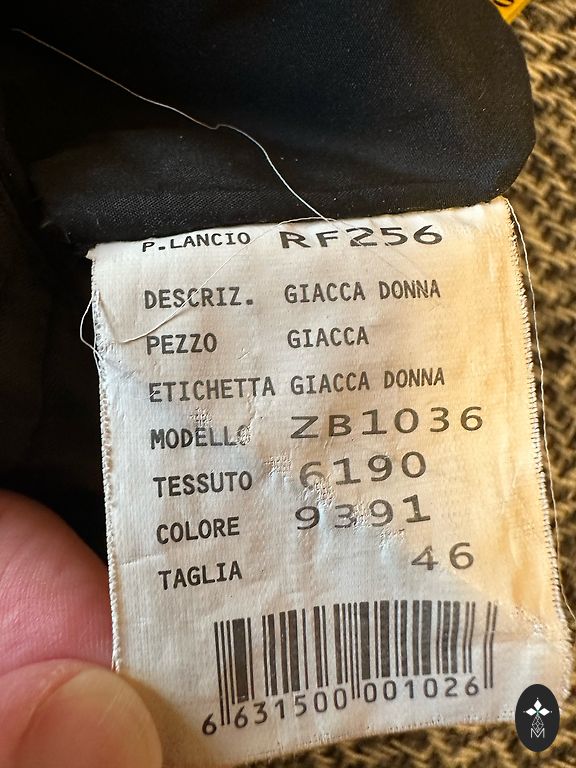 P.LANCIO RF256
DESCRIZ. GIACCA DONNA
PEZZO GIACCA
ETICHETTA GIACCA DONNA
MODELLO ZB1036
TESSUTO 6190
COLORE 9391
TAGLIA 46
6 631500 001026
M